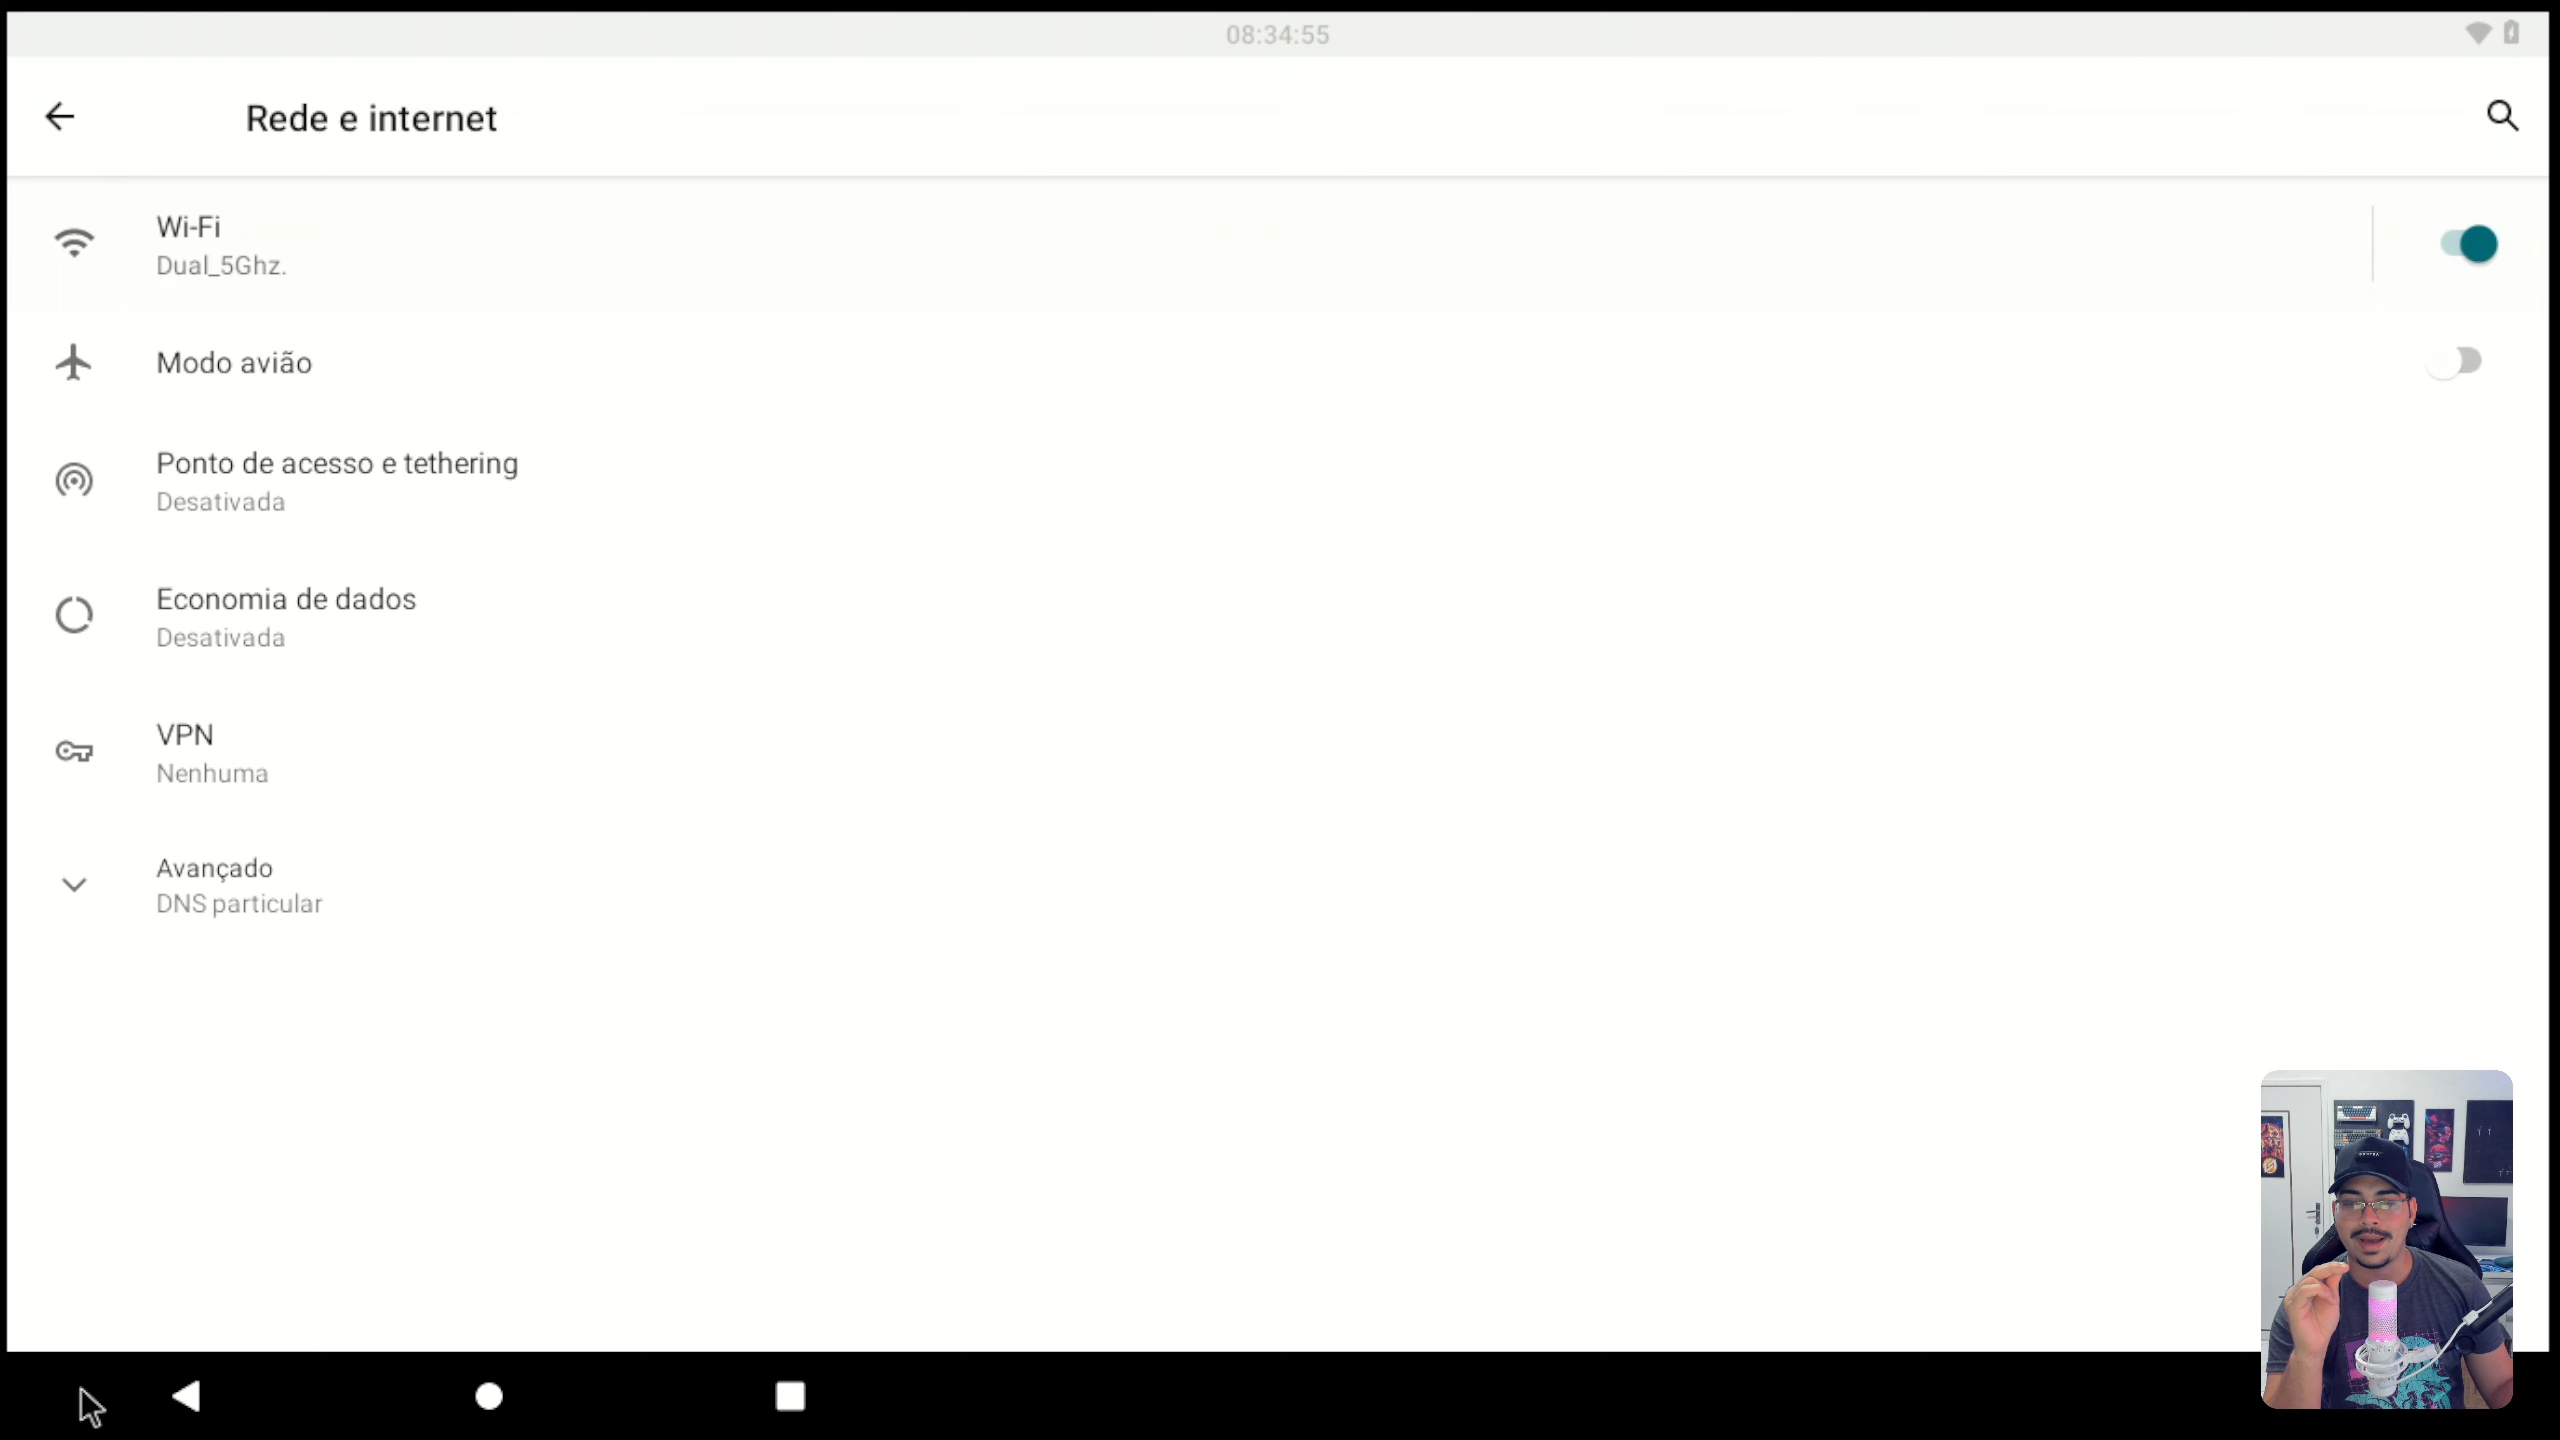 08:34:55
Rede e internet
Wi-Fi
Dual_5Ghz.
Modo avião
Ponto de acesso e tethering
Desativada
Economia de dados
Desativada
VPN
Nenhuma
Avançado
DNS particular